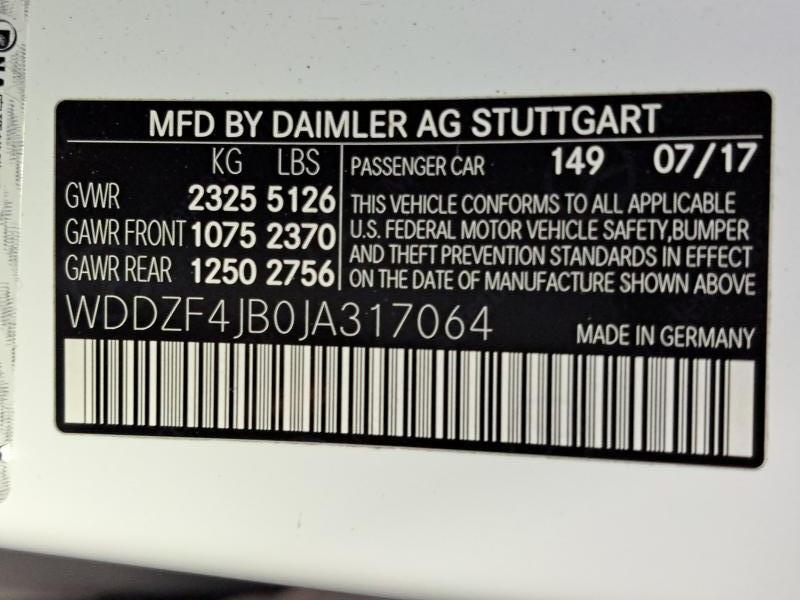 MFD BY DAIMLER AG STUTTGART
KG LBS
GVWR 2325 5126
GAWR FRONT 1075 2370
GAWR REAR 1250 2756
PASSENGER CAR 149 07/17
THIS VEHICLE CONFORMS TO ALL APPLICABLE
U.S. FEDERAL MOTOR VEHICLE SAFETY,BUMPER
AND THEFT PREVENTION STANDARDS IN EFFECT
ON THE DATE OF MANUFACTURE SHOWN ABOVE
WDDZF4JB0JA317064
MADE IN GERMANY